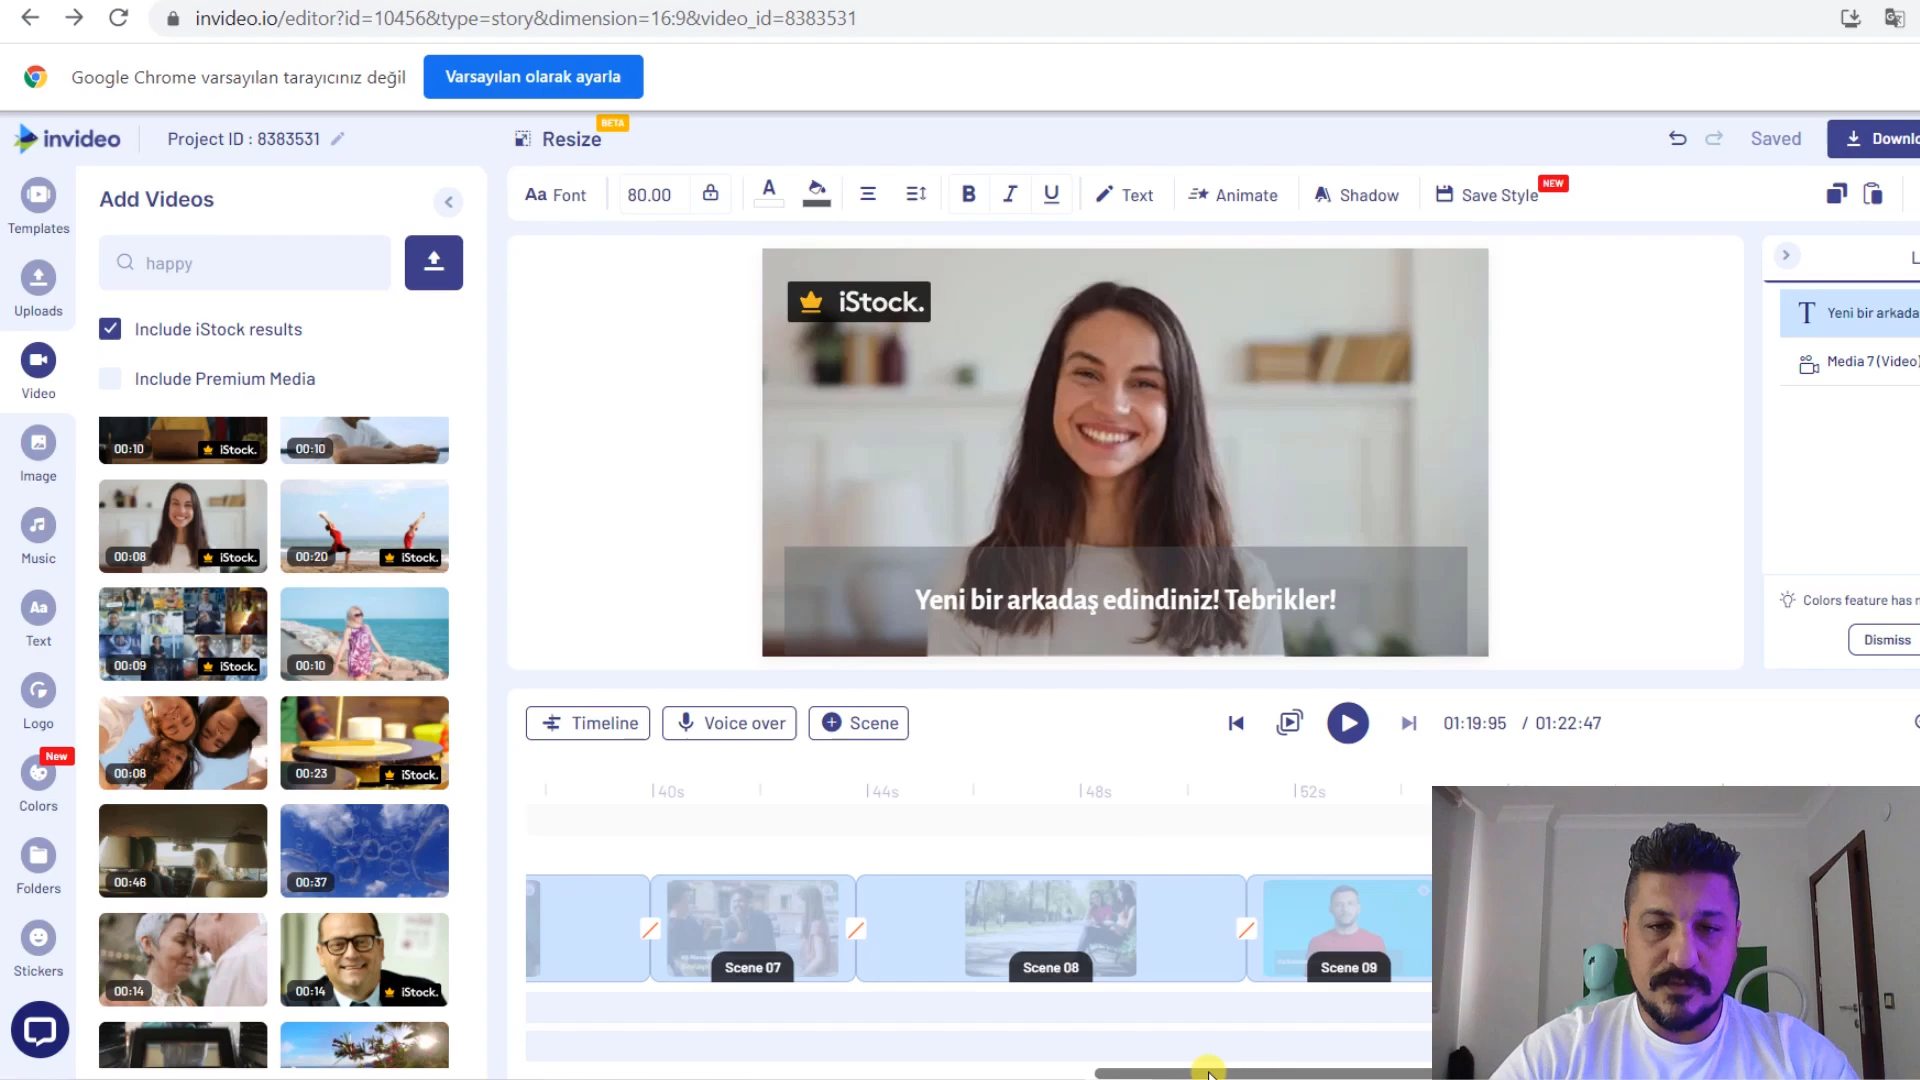 invideo.io/editor?id=10456&type=story&dimension=16:9&video_id=8383531
Google Chrome varsayılan tarayıcınız değil
Varsayılan olarak ayarla
invideo
Project ID : 8383531
Resize
BETA
Saved
Downlo
Templates
Uploads
Video
Image
Music
Aa
Text
Logo
New
Colors
Folders
Stickers
Add Videos
happy
Include iStock results
Include Premium Media
00:10
iStock.
00:10
00:08
iStock.
00:20
iStock.
00:09
iStock.
00:10
00:08
00:23
iStock.
00:46
00:37
00:14
00:14
iStock.
Aa Font
80.00
A
B
I
U
Text
Animate
Shadow
Save Style
NEW
iStock.
Yeni bir arkadaş edindiniz! Tebrikler!
T Yeni bir arkada
Media 7 (Video)
Colors feature has
Dismiss
Timeline
Voice over
Scene
01:19:95 / 01:22:47
40s
44s
48s
52s
Scene 07
Scene 08
Scene 09